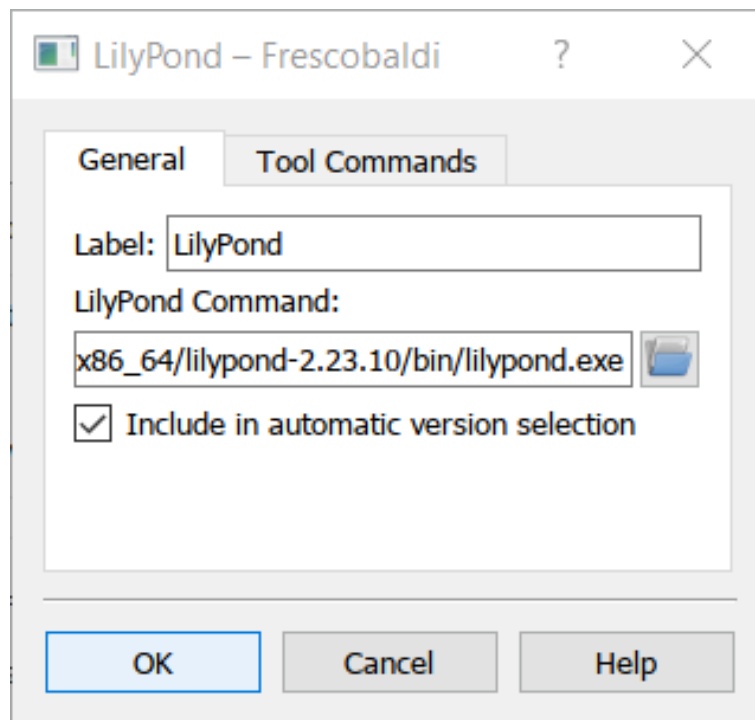 LilyPond – Frescobaldi ?
General Tool Commands
Label: LilyPond
LilyPond Command:
x86_64/lilypond-2.23.10/bin/lilypond.exe
Include in automatic version selection
OK Cancel Help